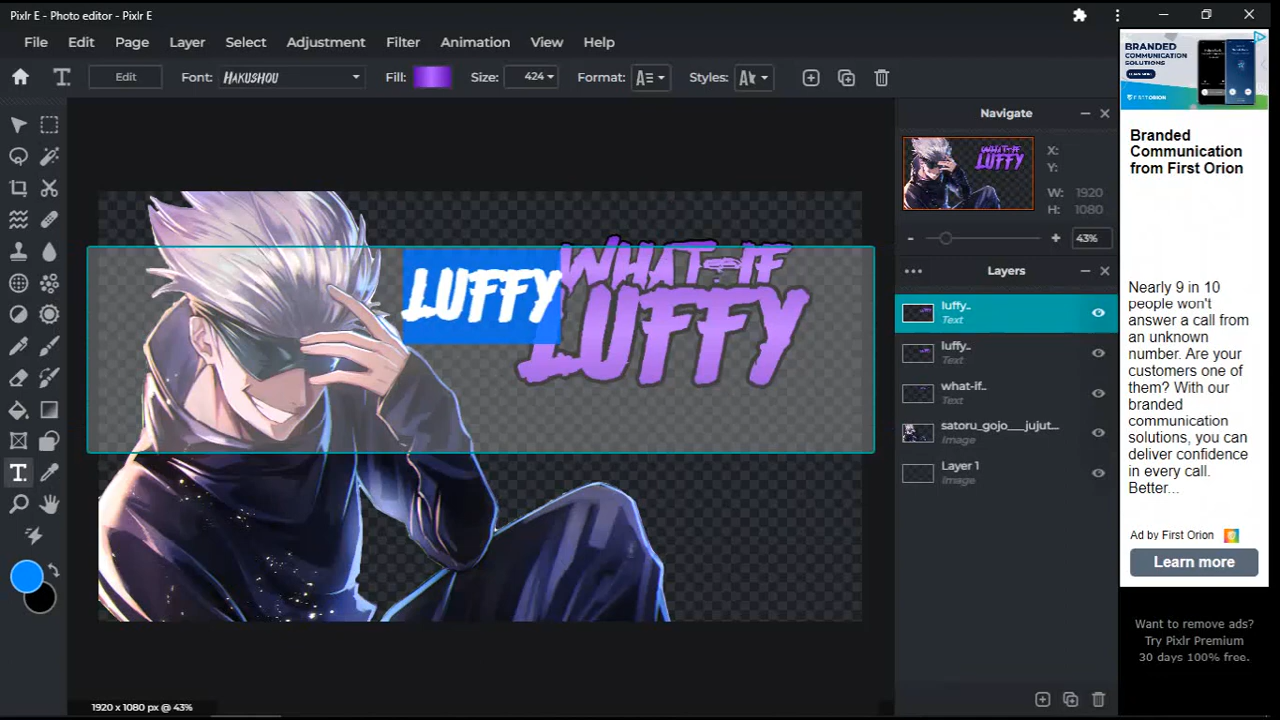 Pixlr E - Photo editor - Pixlr E
File Edit Page Layer Select Adjustment Filter Animation View Help
T. Edit Font: HAKUSHOU Fill: Size: 424 Format: A Styles: A
Navigate
X:
Y:
W: 1920
H: 1080
- + 43%
WHAT-IF
LUFFY
LUFFY
WHAT-IF
LUFFY
Layers
luffy..
Text
luffy..
Text
what-if..
Text
satoru_gojo___jujut...
Image
Layer 1
Image
T.
1920 x 1080 px @ 43%
BRANDED
COMMUNICATION
SOLUTIONS
FIRST ORION
Branded
Communication
from First Orion
Nearly 9 in 10
people won't
answer a call from
an unknown
number. Are your
customers one of
them? With our
branded
communication
solutions, you can
deliver confidence
in every call.
Better...
Ad by First Orion
Learn more
Want to remove ads?
Try Pixlr Premium
30 days 100% free.